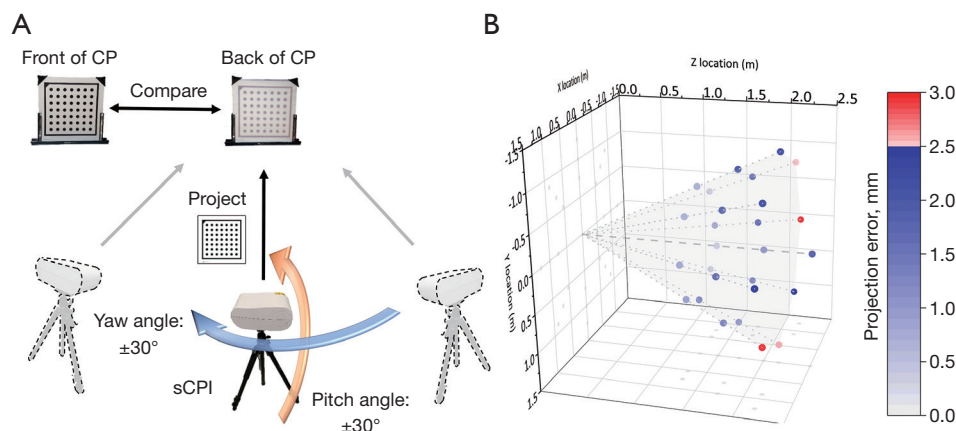 A
Front of CP
Back of CP
Compare
Project
Yaw angle:
±30°
sCPI
Pitch angle:
±30°
B
Z location (m)
X location (m)
0.0
0.5
1.0
1.5
2.0
2.5
1.5
1.0
0.5
0.0
-0.5
-1.0
-1.5
-1.5
-1.0
-0.5
0.0
0.5
1.0
1.5
Y location (m)
3.0
2.5
2.0
1.5
1.0
0.5
0.0
Projection error, mm